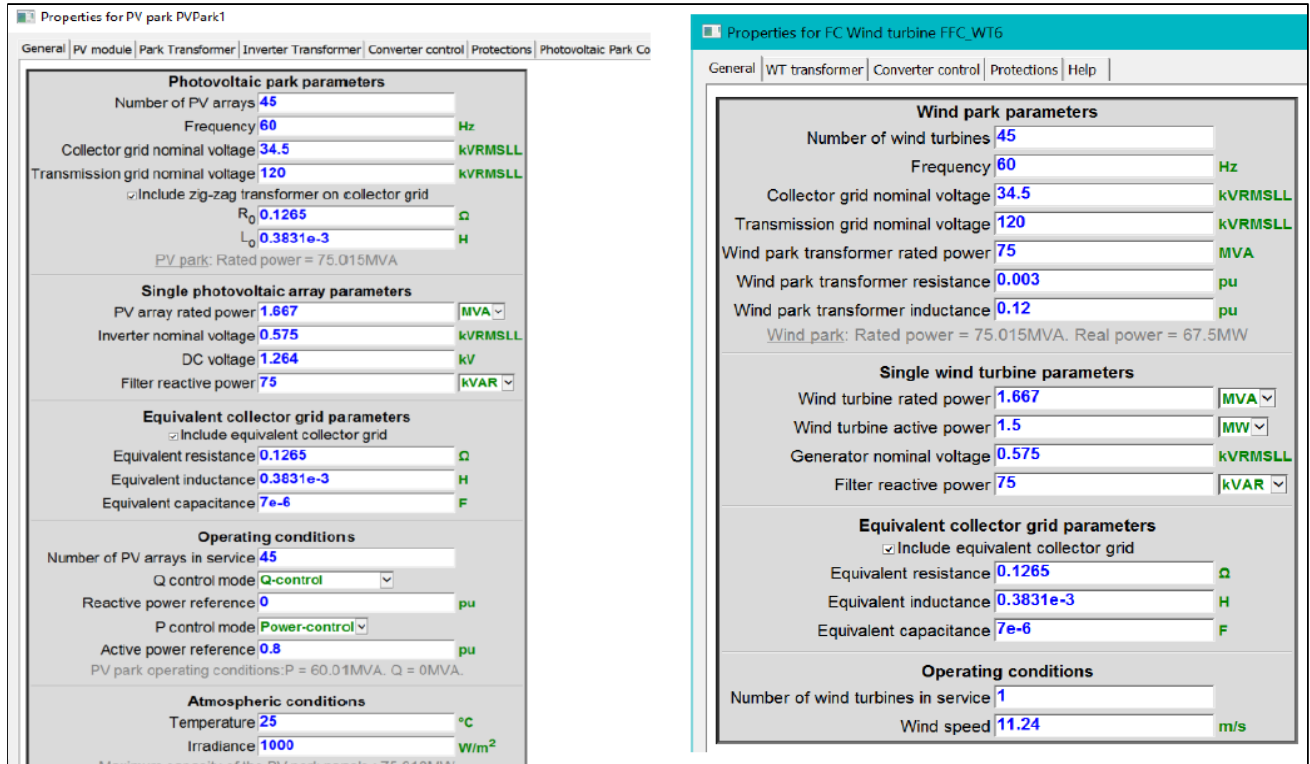 Properties for PV park PVPark1
General PV module Park Transformer Inverter Transformer Converter control Protections Photovoltaic Park Co
Photovoltaic park parameters
Number of PV arrays 45
Frequency 60 Hz
Collector grid nominal voltage 34.5 kVRMSLL
Transmission grid nominal voltage 120 kVRMSLL
Include zig-zag transformer on collector grid
R0 0.1265 Ω
L0 0.3831e-3 H
PV park: Rated power = 75.015MVA
Single photovoltaic array parameters
PV array rated power 1.667 MVA
Inverter nominal voltage 0.575 kVRMSLL
DC voltage 1.264 kV
Filter reactive power 75 kVAR
Equivalent collector grid parameters
Include equivalent collector grid
Equivalent resistance 0.1265 Ω
Equivalent inductance 0.3831e-3 H
Equivalent capacitance 7e-6 F
Operating conditions
Number of PV arrays in service 45
Q control mode Q-control
Reactive power reference 0 pu
P control mode Power-control
Active power reference 0.8 pu
PV park operating conditions:P = 60.01MVA. Q = 0MVA.
Atmospheric conditions
Temperature 25 °C
Irradiance 1000 W/m2
Properties for FC Wind turbine FFC_WT6
General WT transformer Converter control Protections Help
Wind park parameters
Number of wind turbines 45
Frequency 60 Hz
Collector grid nominal voltage 34.5 kVRMSLL
Transmission grid nominal voltage 120 kVRMSLL
Wind park transformer rated power 75 MVA
Wind park transformer resistance 0.003 pu
Wind park transformer inductance 0.12 pu
Wind park: Rated power = 75.015MVA. Real power = 67.5MW
Single wind turbine parameters
Wind turbine rated power 1.667 MVA
Wind turbine active power 1.5 MW
Generator nominal voltage 0.575 kVRMSLL
Filter reactive power 75 kVAR
Equivalent collector grid parameters
Include equivalent collector grid
Equivalent resistance 0.1265 Ω
Equivalent inductance 0.3831e-3 H
Equivalent capacitance 7e-6 F
Operating conditions
Number of wind turbines in service 1
Wind speed 11.24 m/s